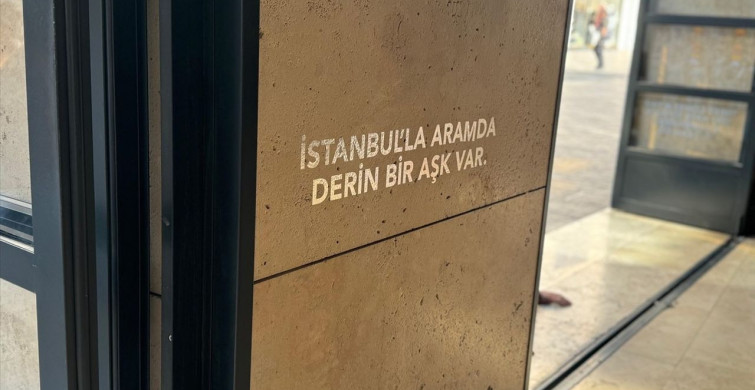 İSTANBUL'LA ARAMDA
DERİN BİR AŞK VAR.